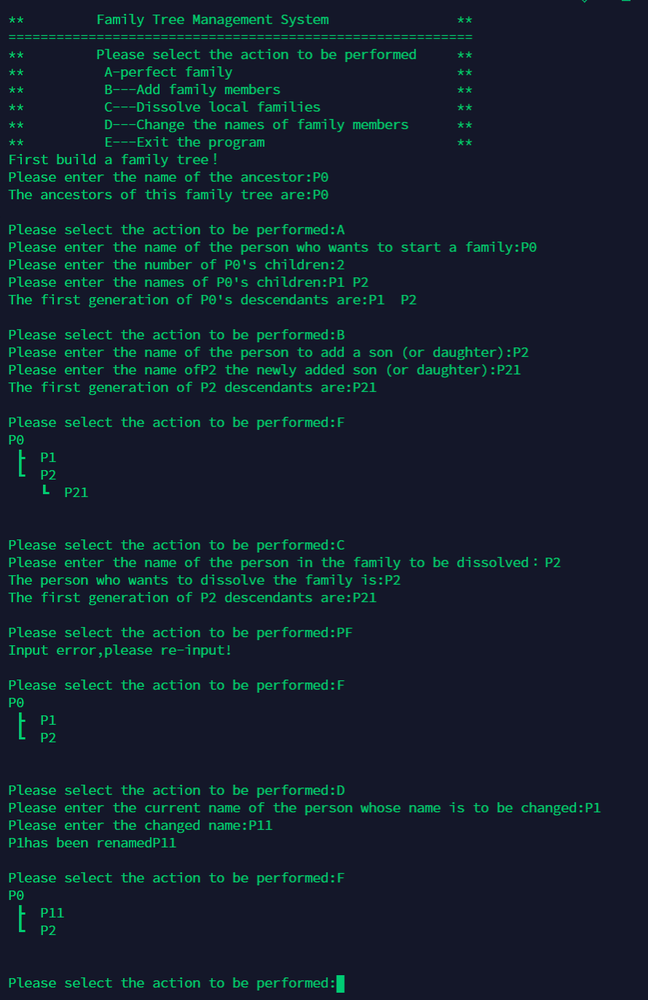 **         Family Tree Management System                **
==========================================================
**         Please select the action to be performed     **
**          A-perfect family                            **
**          B---Add family members                      **
**          C---Dissolve local families                 **
**          D---Change the names of family members      **
**          E---Exit the program                        **
First build a family tree！
Please enter the name of the ancestor:P0
The ancestors of this family tree are:P0

Please select the action to be performed:A
Please enter the name of the person who wants to start a family:P0
Please enter the number of P0's children:2
Please enter the names of P0's children:P1 P2
The first generation of P0's descendants are:P1  P2

Please select the action to be performed:B
Please enter the name of the person to add a son (or daughter):P2
Please enter the name ofP2 the newly added son (or daughter):P21
The first generation of P2 descendants are:P21

Please select the action to be performed:F
P0
 ┣  P1
 ┗  P2
    ┗  P21

Please select the action to be performed:C
Please enter the name of the person in the family to be dissolved：P2
The person who wants to dissolve the family is:P2
The first generation of P2 descendants are:P21

Please select the action to be performed:PF
Input error,please re-input!

Please select the action to be performed:F
P0
 ┣  P1
 ┗  P2

Please select the action to be performed:D
Please enter the current name of the person whose name is to be changed:P1
Please enter the changed name:P11
P1has been renamedP11

Please select the action to be performed:F
P0
 ┣  P11
 ┗  P2

Please select the action to be performed: